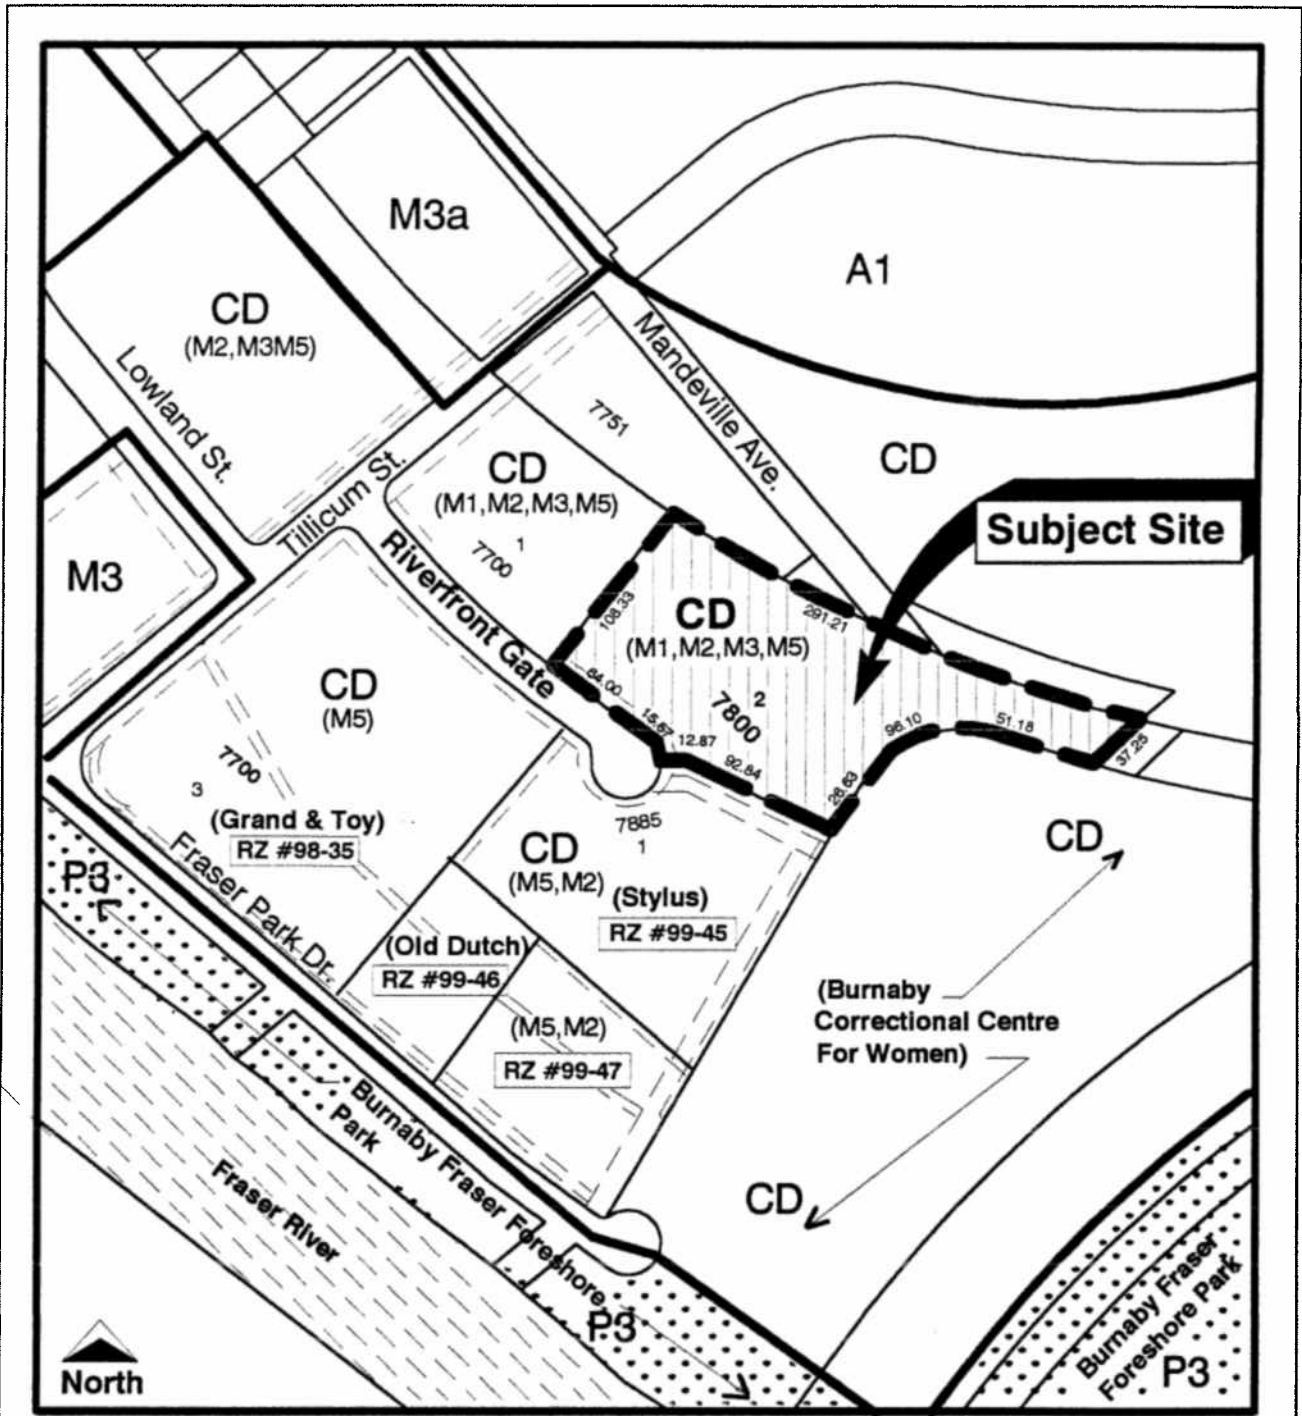 M3a
A1
CD
(M2,M3M5)
Lowland St.
Mandeville Ave.
7751
CD
CD
(M1,M2,M3,M5)
Tillicum St.
Subject Site
1
7700
M3
Riverfront Gate
108.33
CD
(M1,M2,M3,M5)
291.21
2
7800
64.00
15.67
12.87
92.84
28.63
96.10
51.18
37.25
CD
(M5)
7700
3
(Grand & Toy)
RZ #98-35
7885
1
CD
(M5,M2)
(Stylus)
RZ #99-45
CD
P3
Fraser Park Dr.
(Old Dutch)
RZ #99-46
(M5,M2)
RZ #99-47
(Burnaby
Correctional Centre
For Women)
Burnaby Fraser Foreshore
Park
Fraser River
CD
P3
Burnaby Fraser
Foreshore Park
P3
North